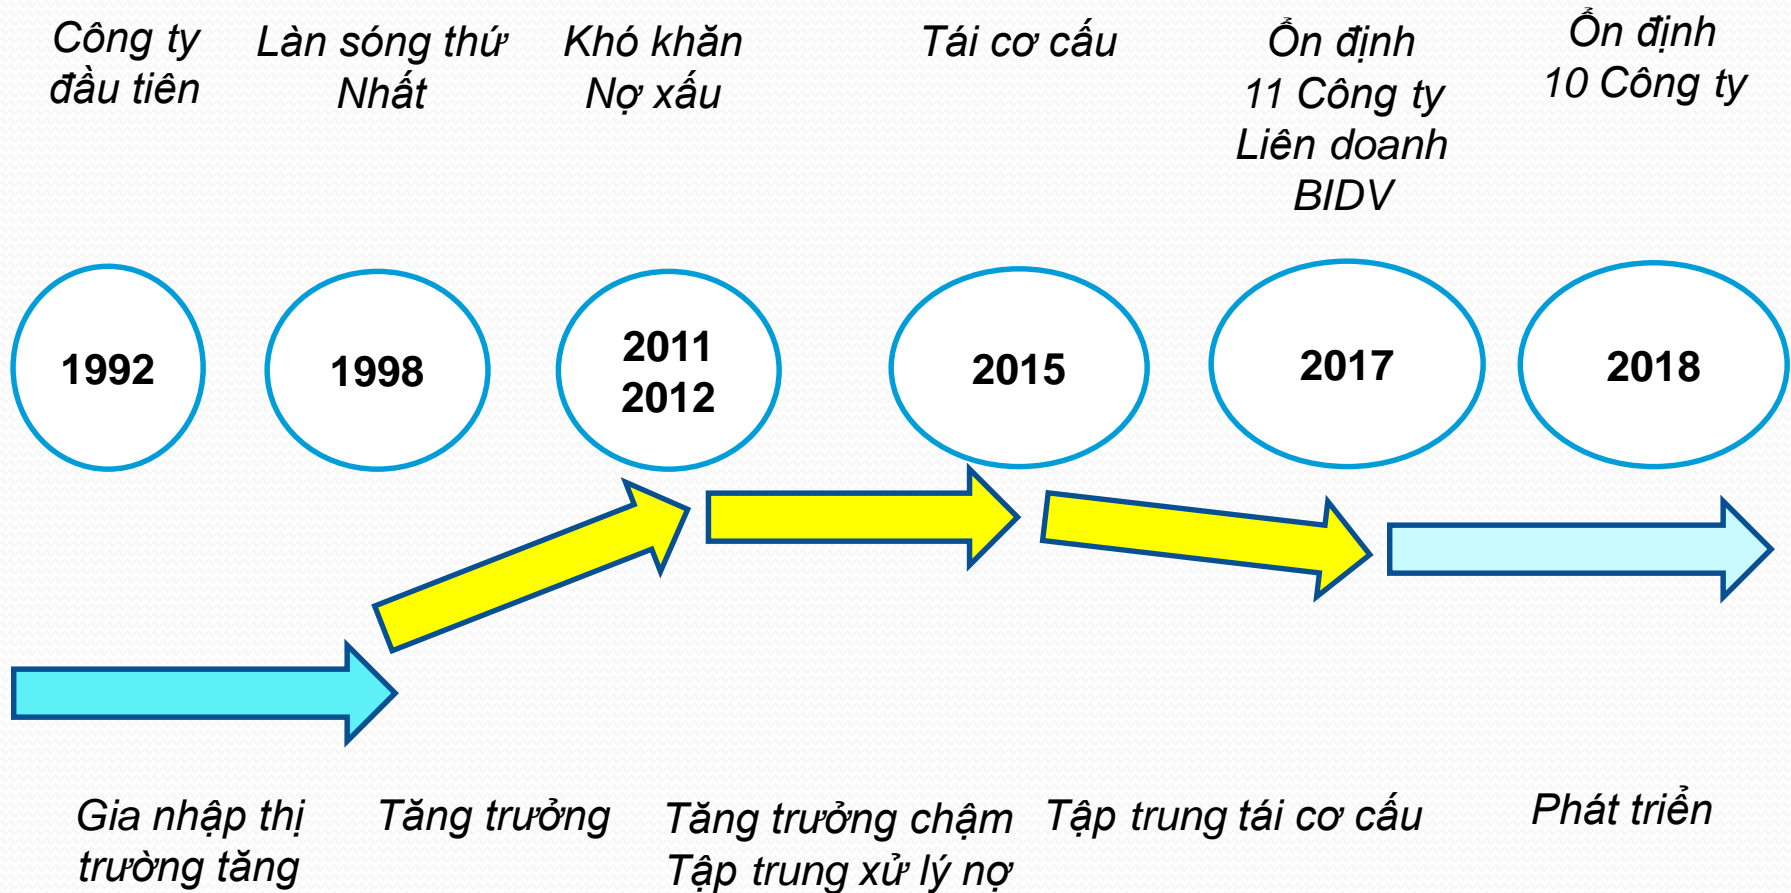 Công ty
đầu tiên
Làn sóng thứ
Nhất
Khó khăn
Nợ xấu
Tái cơ cấu
Ổn định
11 Công ty
Liên doanh
BIDV
Ổn định
10 Công ty
1992
1998
2011
2012
2015
2017
2018
Gia nhập thị
trường tăng
Tăng trưởng
Tăng trưởng chậm
Tập trung xử lý nợ
Tập trung tái cơ cấu
Phát triển